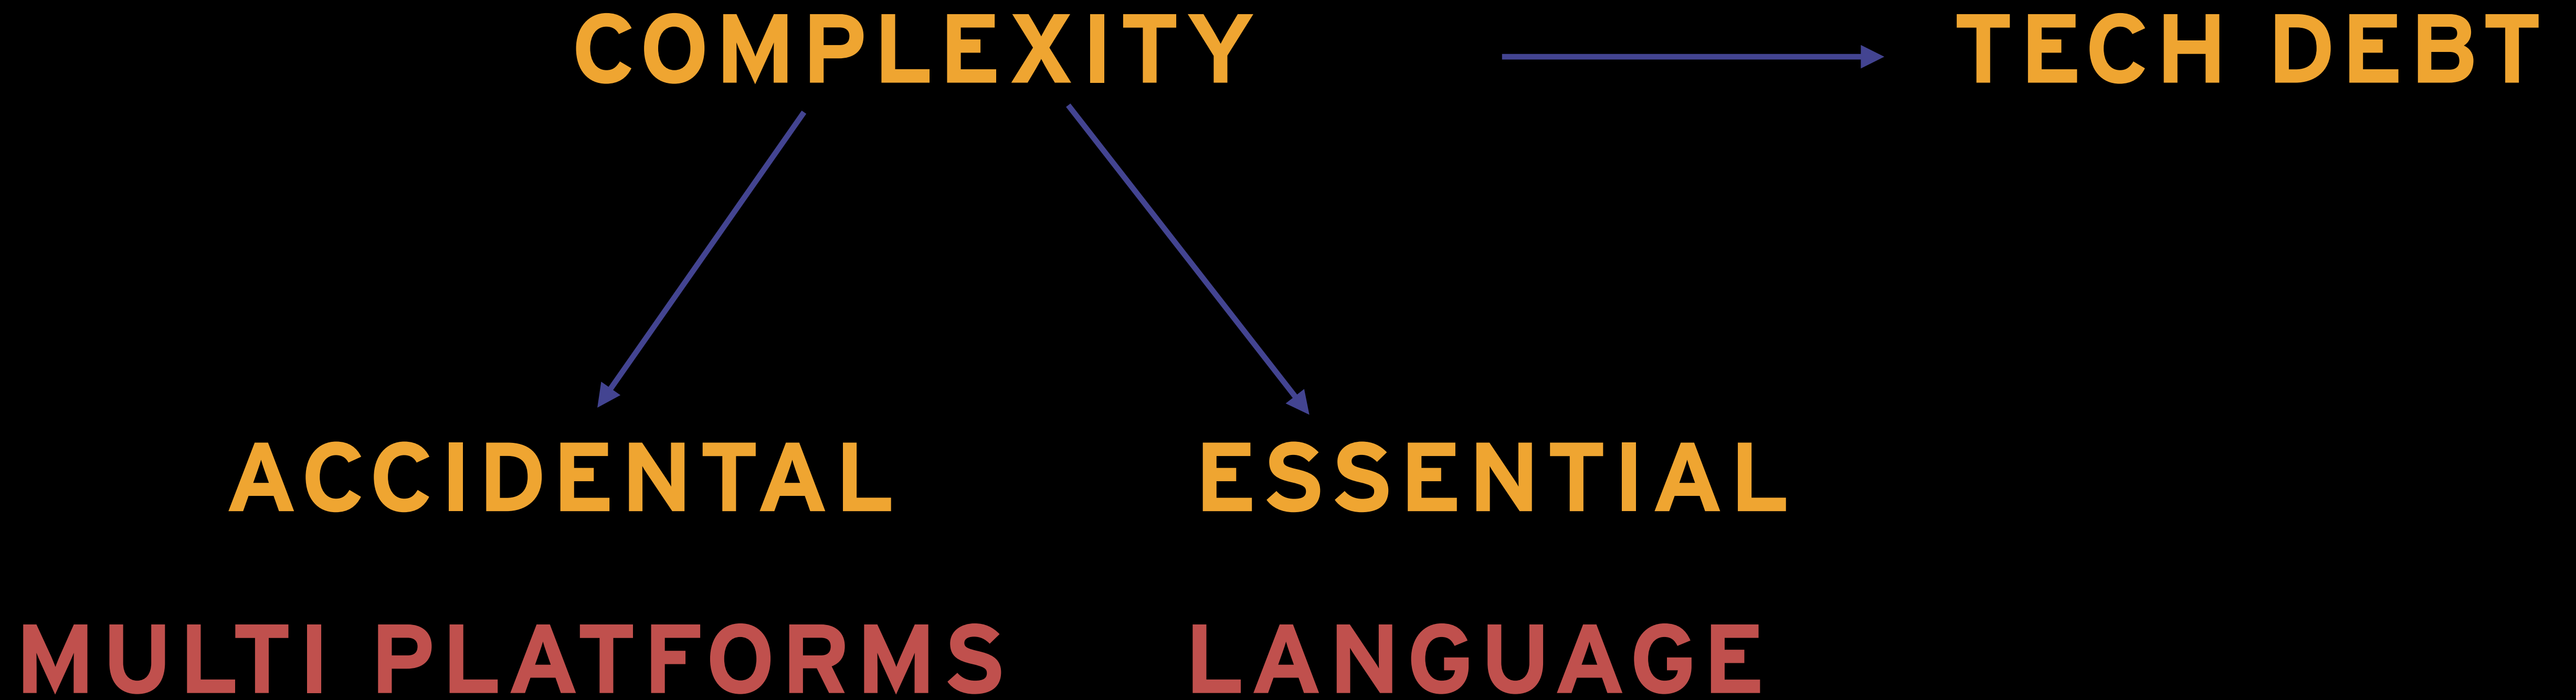 COMPLEXITY
TECH DEBT
ACCIDENTAL
ESSENTIAL
MULTI PLATFORMS
LANGUAGE